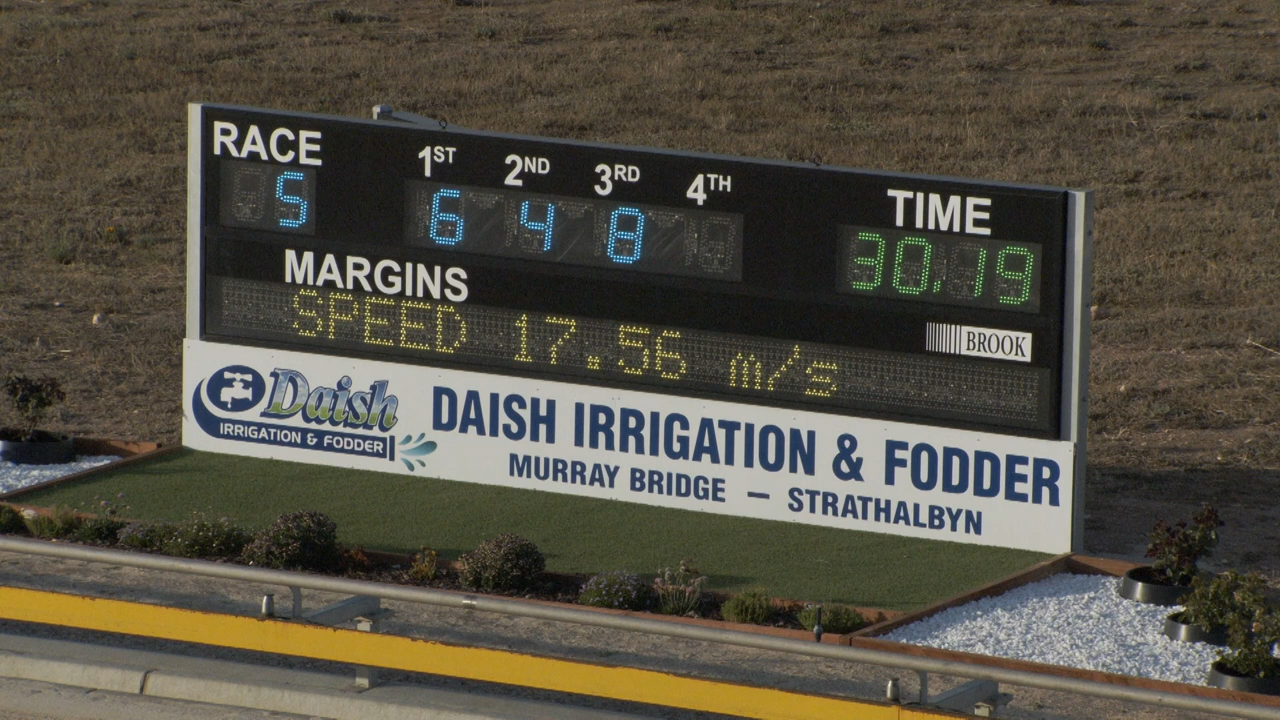 RACE 1ST 2ND 3RD 4TH TIME
5 6 4 8 30.19
MARGINS
SPEED 17.56 m/s
BROOK
Daish
IRRIGATION & FODDER
DAISH IRRIGATION & FODDER
MURRAY BRIDGE — STRATHALBYN